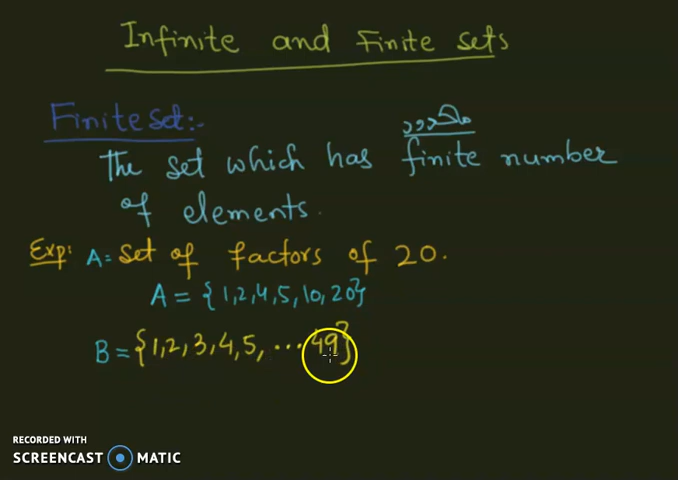 Infinite and Finite sets
Finite set:-
محدود
The set which has finite number
of elements.
Exp: A = set of factors of 20.
A = {1,2,4,5,10,20}
B = {1,2,3,4,5,...49}
RECORDED WITH
SCREENCAST MATIC